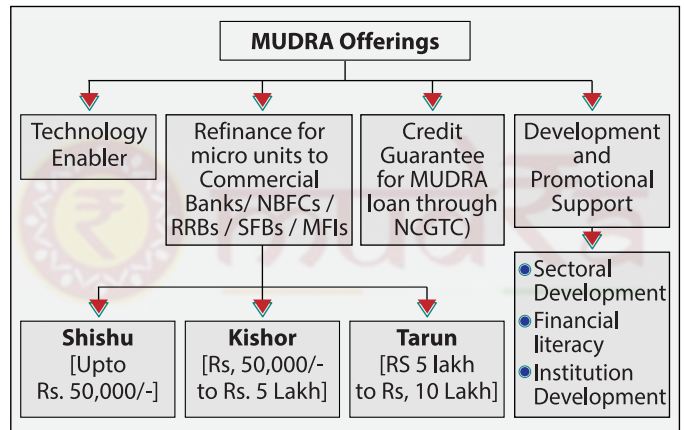 MUDRA Offerings
Technology
Enabler
Refinance for
micro units to
Commercial
Banks/ NBFCs /
RRBs / SFBs / MFIs
Credit
Guarantee
for MUDRA
loan through
NCGTC)
Development
and
Promotional
Support
Shishu
[Upto
Rs. 50,000/-]
Kishor
[Rs, 50,000/-
to Rs. 5 Lakh]
Tarun
[RS 5 lakh
to Rs, 10 Lakh]
Sectoral
Development
Financial
literacy
Institution
Development
₹
mudRa